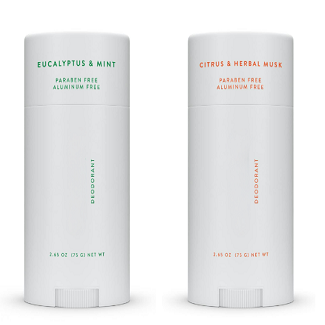 EUCALYPTUS & MINT
PARABEN FREE
ALUMINUM FREE
DEODORANT
2.65 OZ (75 G) NET WT
CITRUS & HERBAL MUSK
PARABEN FREE
ALUMINUM FREE
DEODORANT
2.65 OZ (75 G) NET WT